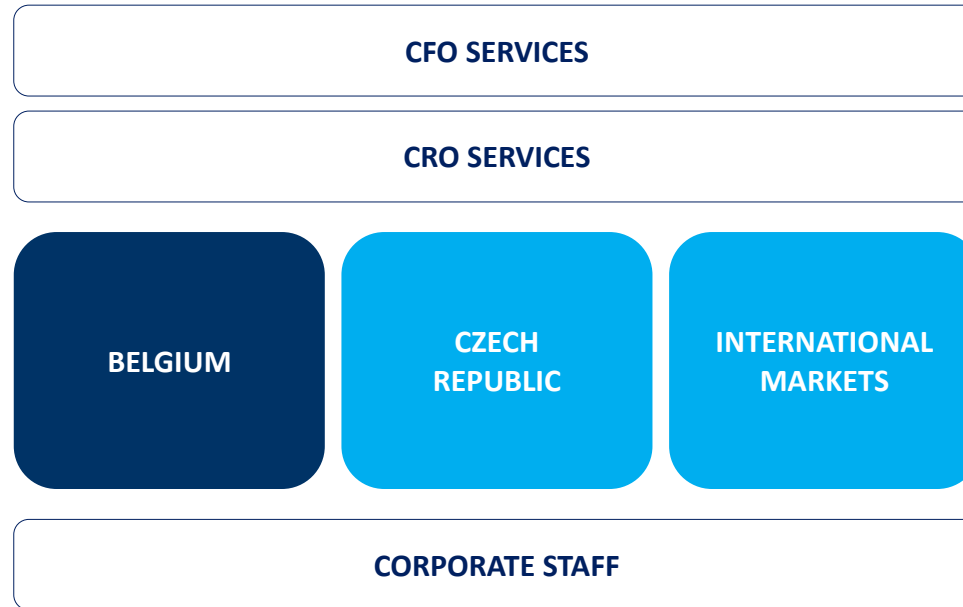 CFO SERVICES
CRO SERVICES
BELGIUM
CZECH
REPUBLIC
INTERNATIONAL
MARKETS
CORPORATE STAFF